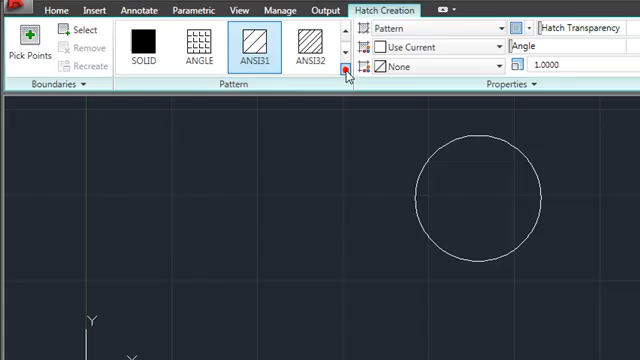 Home Insert Annotate Parametric View Manage Output Hatch Creation
Pick Points
Select
Remove
Recreate
Boundaries
SOLID
ANGLE
ANSI31
ANSI32
Pattern
Pattern
Use Current
None
Hatch Transparency
Angle
1.0000
Properties
Y
X